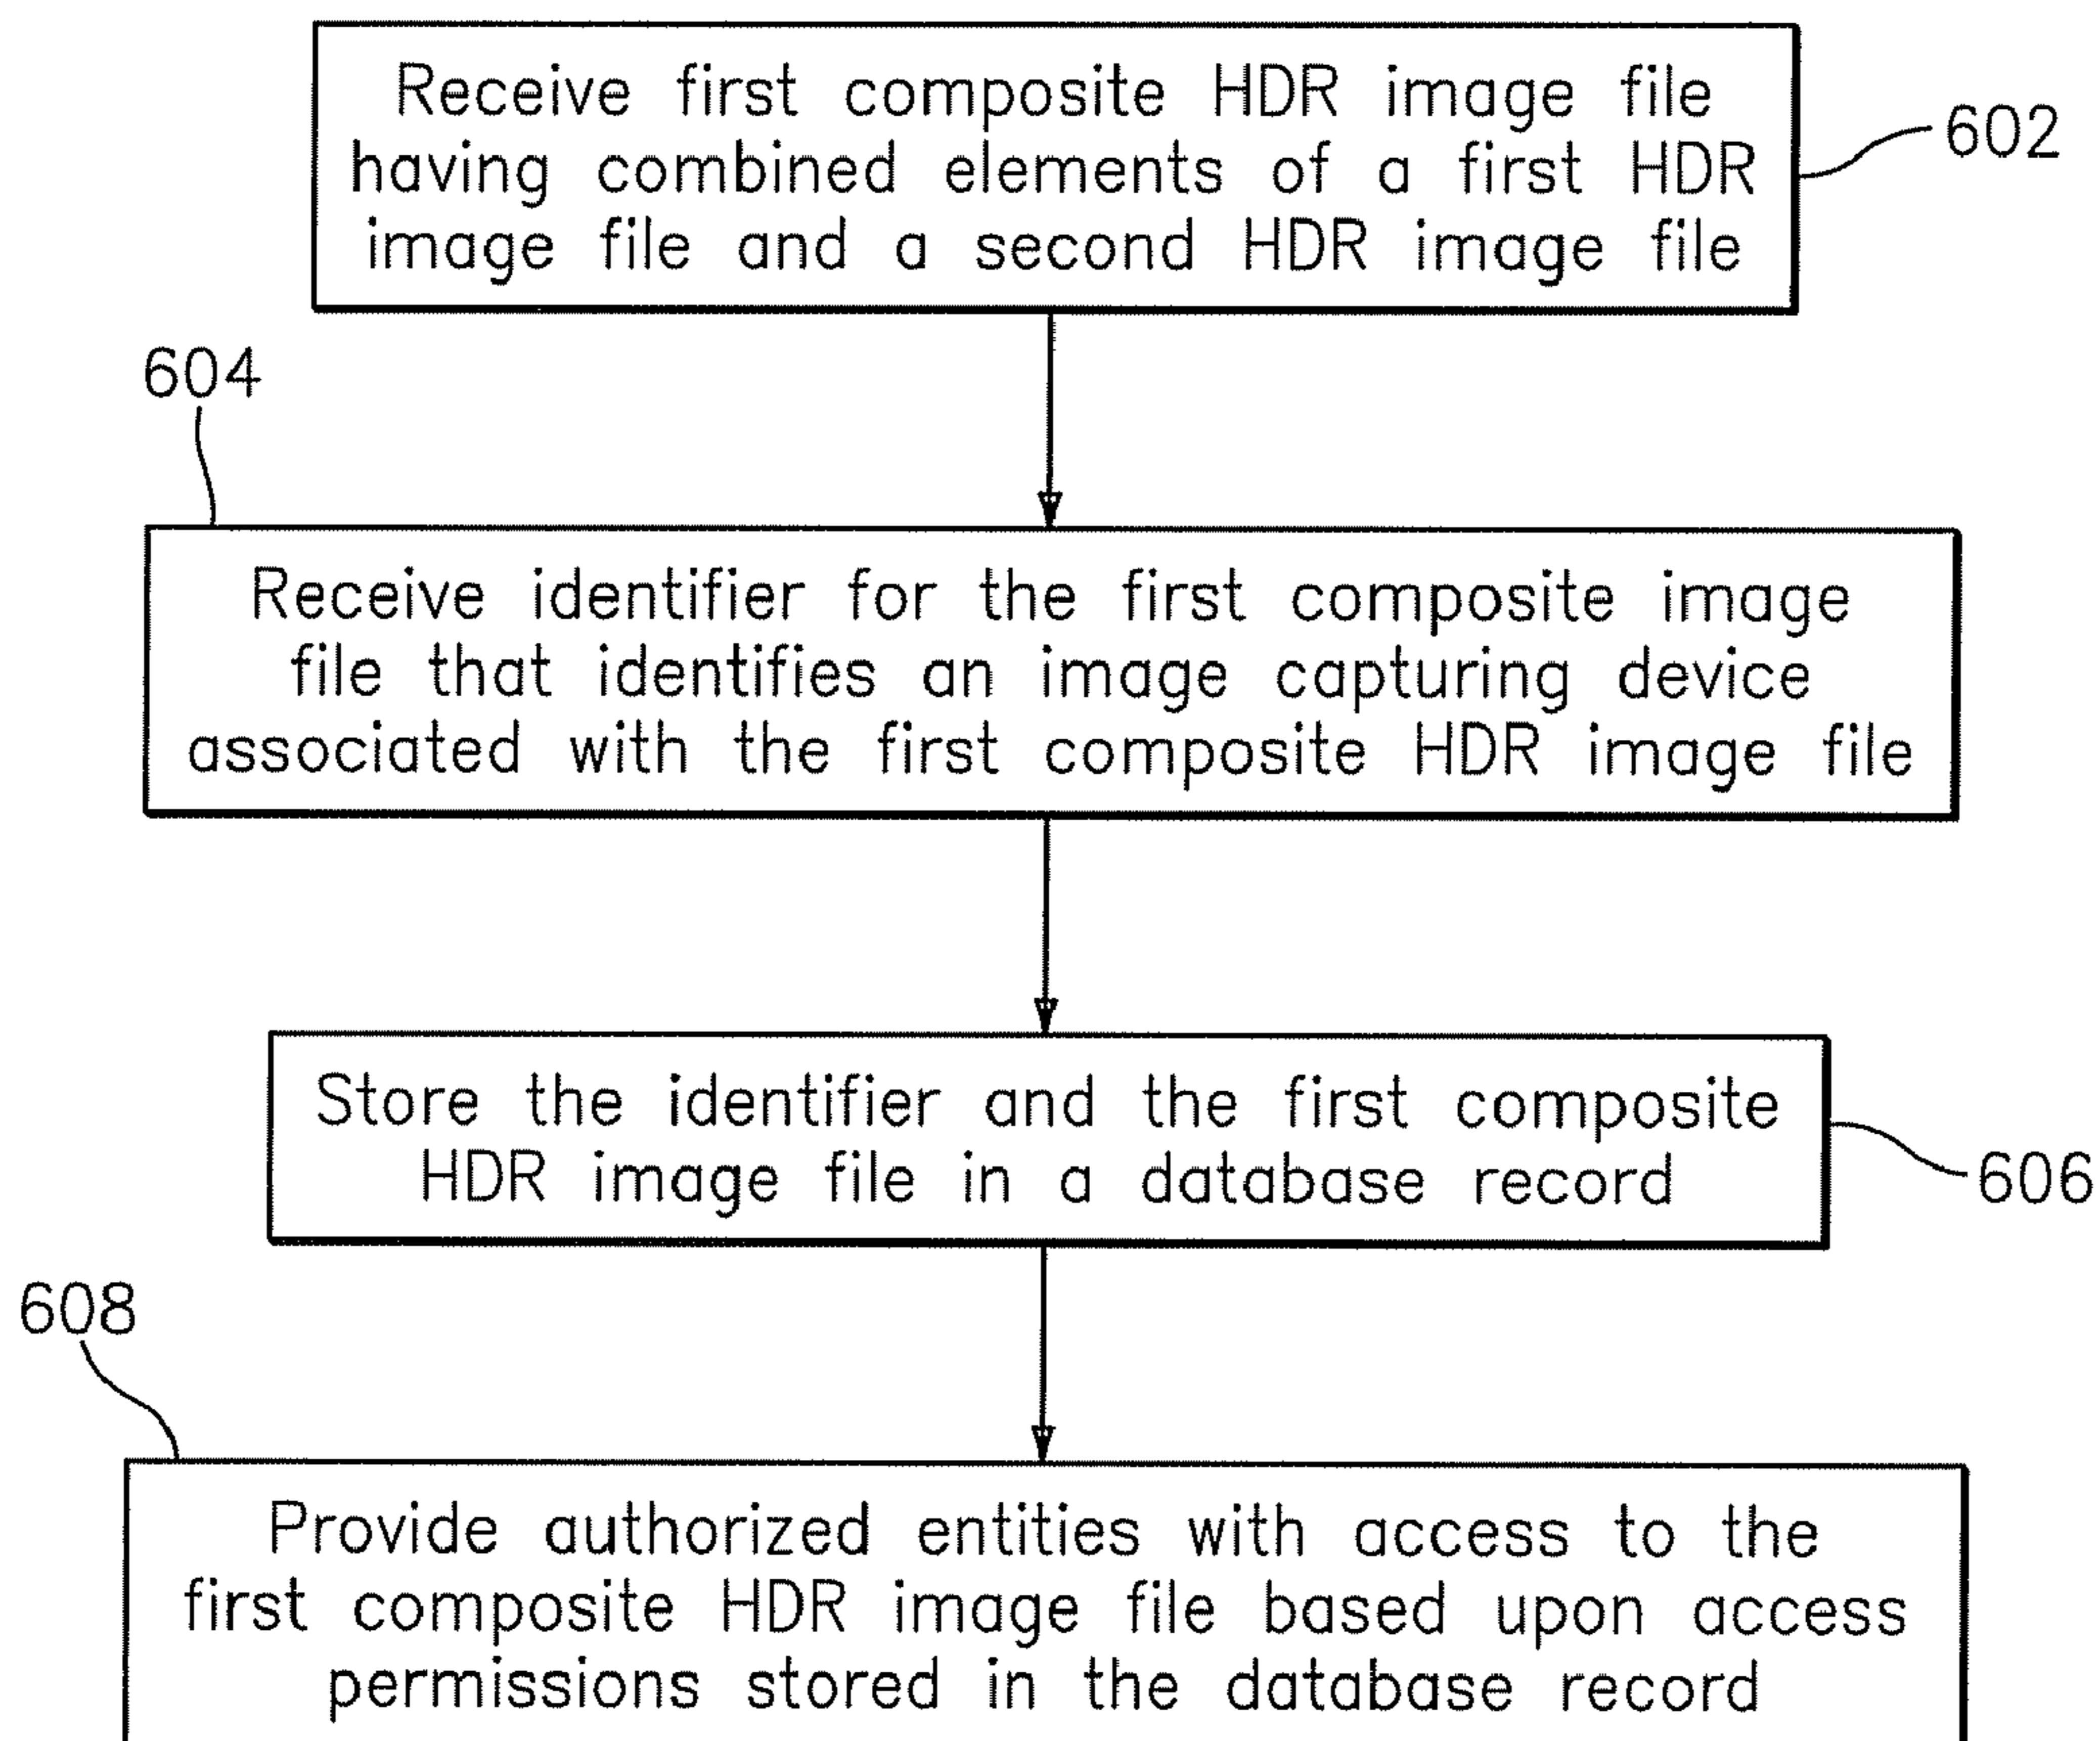 Receive first composite HDR image file
having combined elements of a first HDR
image file and a second HDR image file
602
604
Receive identifier for the first composite image
file that identifies an image capturing device
associated with the first composite HDR image file
Store the identifier and the first composite
HDR image file in a database record
606
608
Provide authorized entities with access to the
first composite HDR image file based upon access
permissions stored in the database record